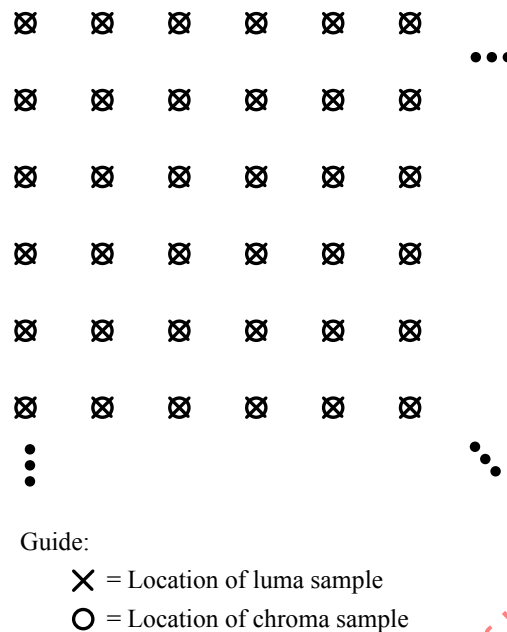 Guide:
= Location of luma sample
= Location of chroma sample